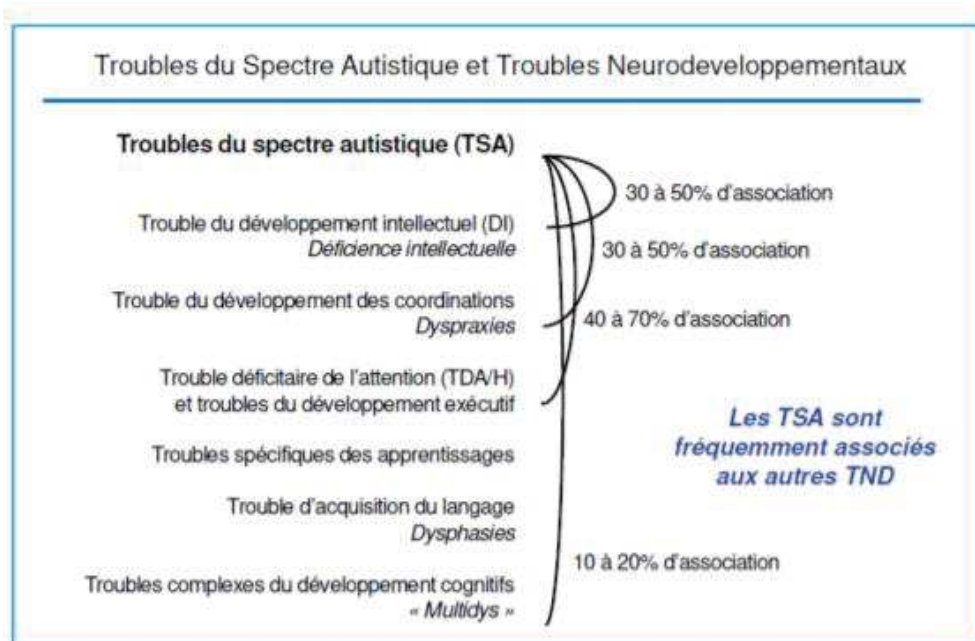 Troubles du Spectre Autistique et Troubles Neurodeveloppementaux
Troubles du spectre autistique (TSA)
30 à 50% d'association
Trouble du développement intellectuel (DI)
Déficience intellectuelle
30 à 50% d'association
Trouble du développement des coordinations
Dyspraxies
40 à 70% d'association
Trouble déficitaire de l'attention (TDA/H)
et troubles du développement exécutif
Les TSA sont
fréquemment associés
aux autres TND
Troubles spécifiques des apprentissages
Trouble d'acquisition du langage
Dysphasies
10 à 20% d'association
Troubles complexes du développement cognitifs
« Multidys »